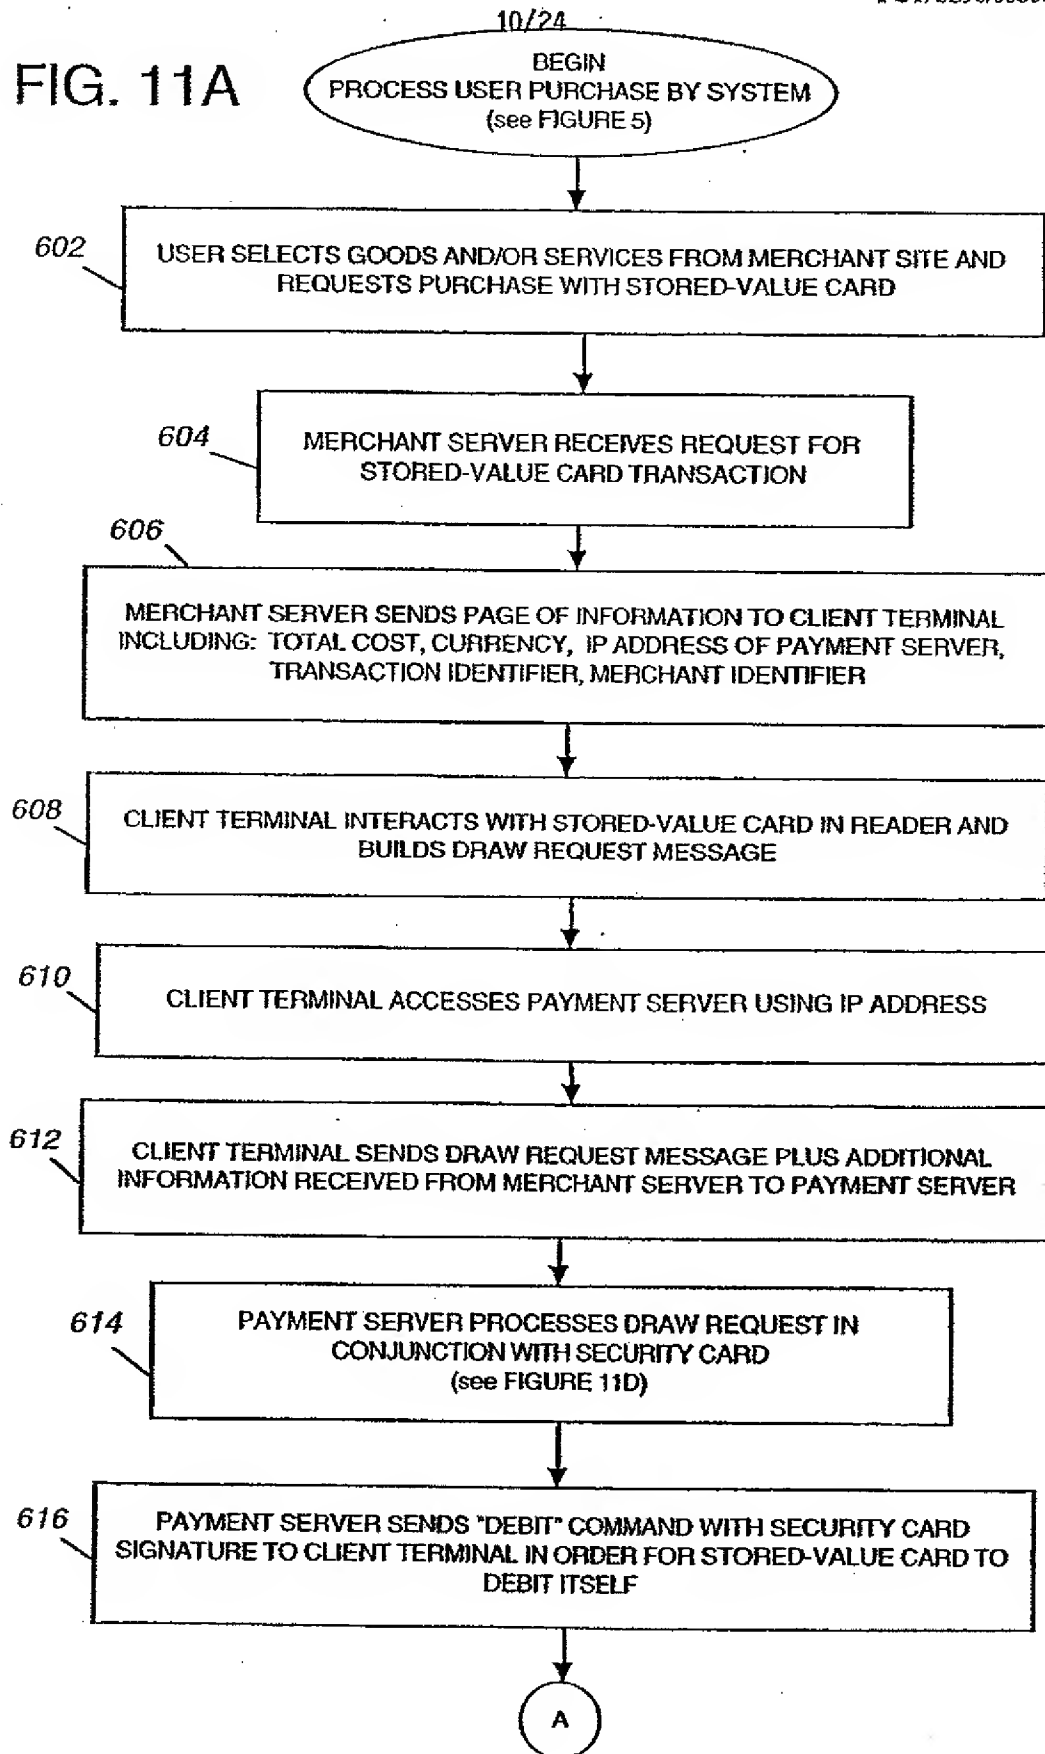 10/24
FIG. 11A
BEGIN
PROCESS USER PURCHASE BY SYSTEM
(see FIGURE 5)
602
USER SELECTS GOODS AND/OR SERVICES FROM MERCHANT SITE AND
REQUESTS PURCHASE WITH STORED-VALUE CARD
604
MERCHANT SERVER RECEIVES REQUEST FOR
STORED-VALUE CARD TRANSACTION
606
MERCHANT SERVER SENDS PAGE OF INFORMATION TO CLIENT TERMINAL
INCLUDING: TOTAL COST, CURRENCY, IP ADDRESS OF PAYMENT SERVER,
TRANSACTION IDENTIFIER, MERCHANT IDENTIFIER
608
CLIENT TERMINAL INTERACTS WITH STORED-VALUE CARD IN READER AND
BUILDS DRAW REQUEST MESSAGE
610
CLIENT TERMINAL ACCESSES PAYMENT SERVER USING IP ADDRESS
612
CLIENT TERMINAL SENDS DRAW REQUEST MESSAGE PLUS ADDITIONAL
INFORMATION RECEIVED FROM MERCHANT SERVER TO PAYMENT SERVER
614
PAYMENT SERVER PROCESSES DRAW REQUEST IN
CONJUNCTION WITH SECURITY CARD
(see FIGURE 11D)
616
PAYMENT SERVER SENDS "DEBIT" COMMAND WITH SECURITY CARD
SIGNATURE TO CLIENT TERMINAL IN ORDER FOR STORED-VALUE CARD TO
DEBIT ITSELF
A